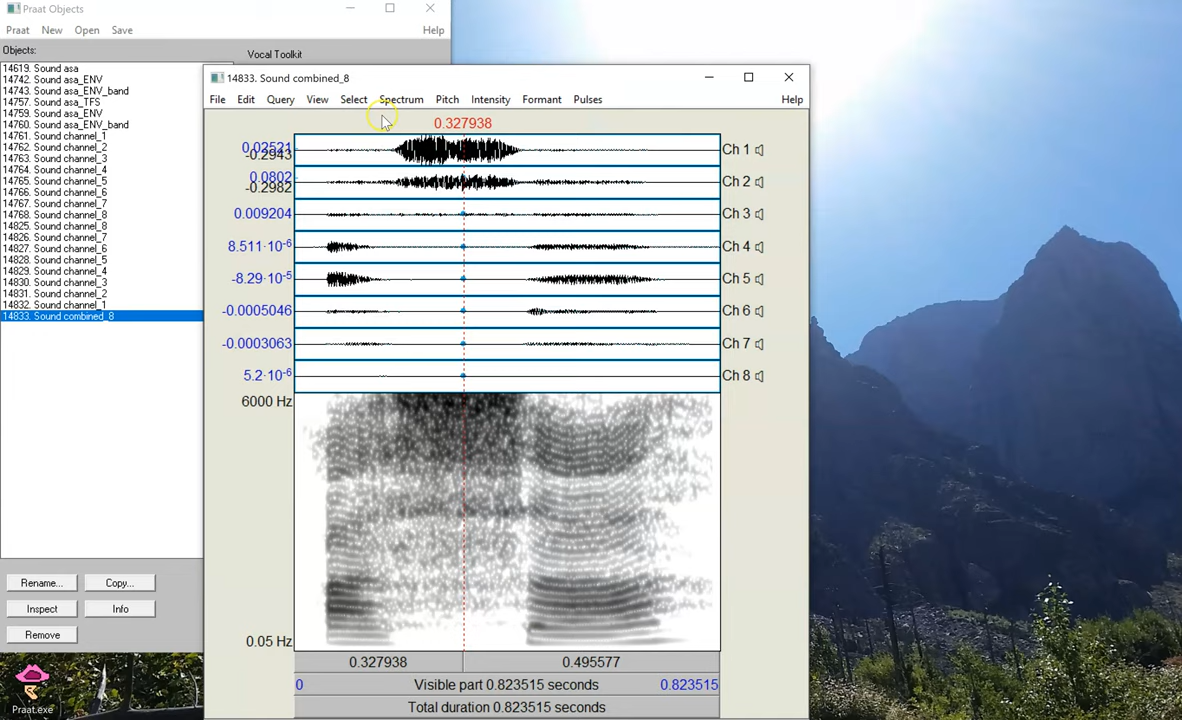 Praat Objects
Praat New Open Save Help
Objects:
Vocal Toolkit
14619. Sound asa
14742. Sound asa_ENV
14743. Sound asa_ENV_band
14757. Sound asa_TFS
14759. Sound asa_ENV
14760. Sound asa_ENV_band
14761. Sound channel_1
14762. Sound channel_2
14763. Sound channel_3
14764. Sound channel_4
14765. Sound channel_5
14766. Sound channel_6
14767. Sound channel_7
14768. Sound channel_8
14825. Sound channel_8
14826. Sound channel_7
14827. Sound channel_6
14828. Sound channel_5
14829. Sound channel_4
14830. Sound channel_3
14831. Sound channel_2
14832. Sound channel_1
14833. Sound combined_8
Rename... Copy...
Inspect Info
Remove
Praat.exe
14833. Sound combined_8
File Edit Query View Select Spectrum Pitch Intensity Formant Pulses Help
0.327938
0.02521
-0.2943
Ch 1
0.0802
-0.2982
Ch 2
0.009204
Ch 3
8.511·10-6
Ch 4
-8.29·10-5
Ch 5
-0.0005046
Ch 6
-0.0003063
Ch 7
5.2·10-6
Ch 8
6000 Hz
0.05 Hz
0.327938 0.495577
0 Visible part 0.823515 seconds 0.823515
Total duration 0.823515 seconds